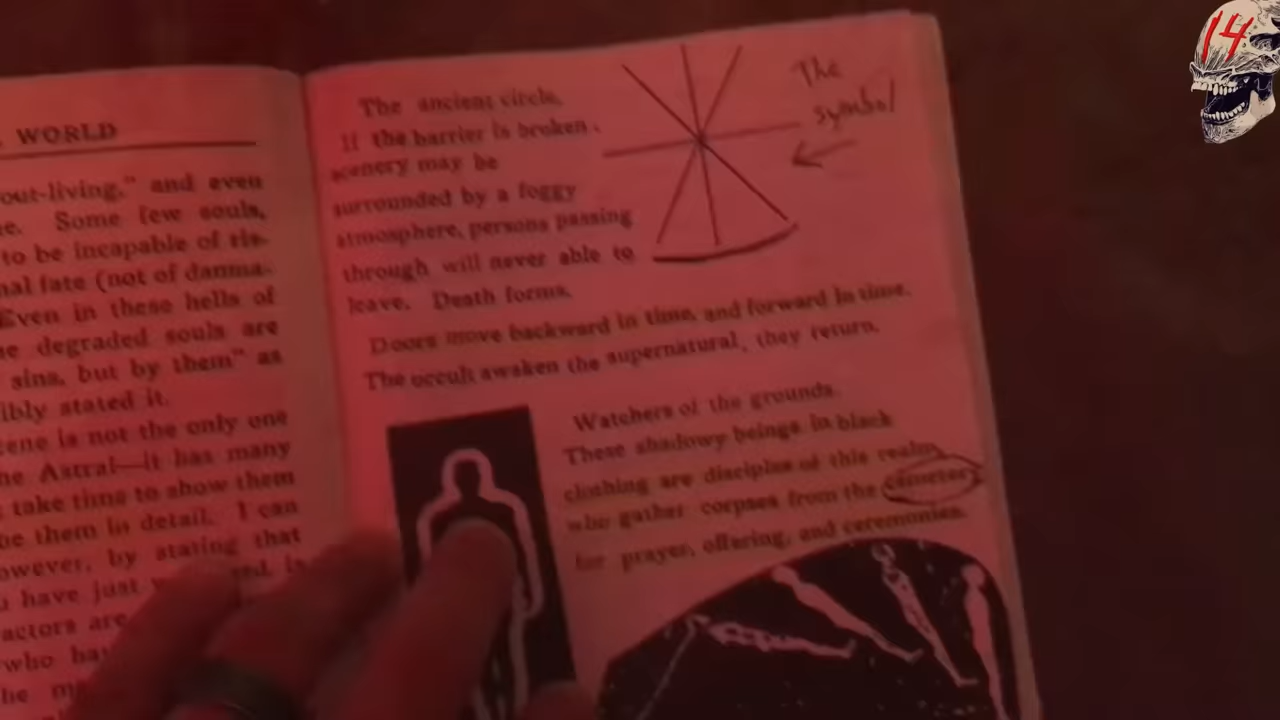 WORLD
out-living," and even
e. Some few souls,
to be incapable of ris-
nal fate (not of damna-
Even in these hells of
e degraded souls are
sins, but by them" as
ibly stated it.
ene is not the only one
he Astral—it has many
take time to show them
be them in detail. I can
owever, by stating that
have just
actors are
who
The ancient circle.
If the barrier is broken,
scenery may be
surrounded by a foggy
atmosphere, persons passing
through will never able to
leave. Death forms.
The
symbol
Doors move backward in time, and forward in time.
The occult awaken the supernatural, they return.
Watchers of the grounds.
These shadowy beings in black
clothing are disciples of this realm
who gather corpses from the cemetery
for prayer, offering, and ceremonies.
14